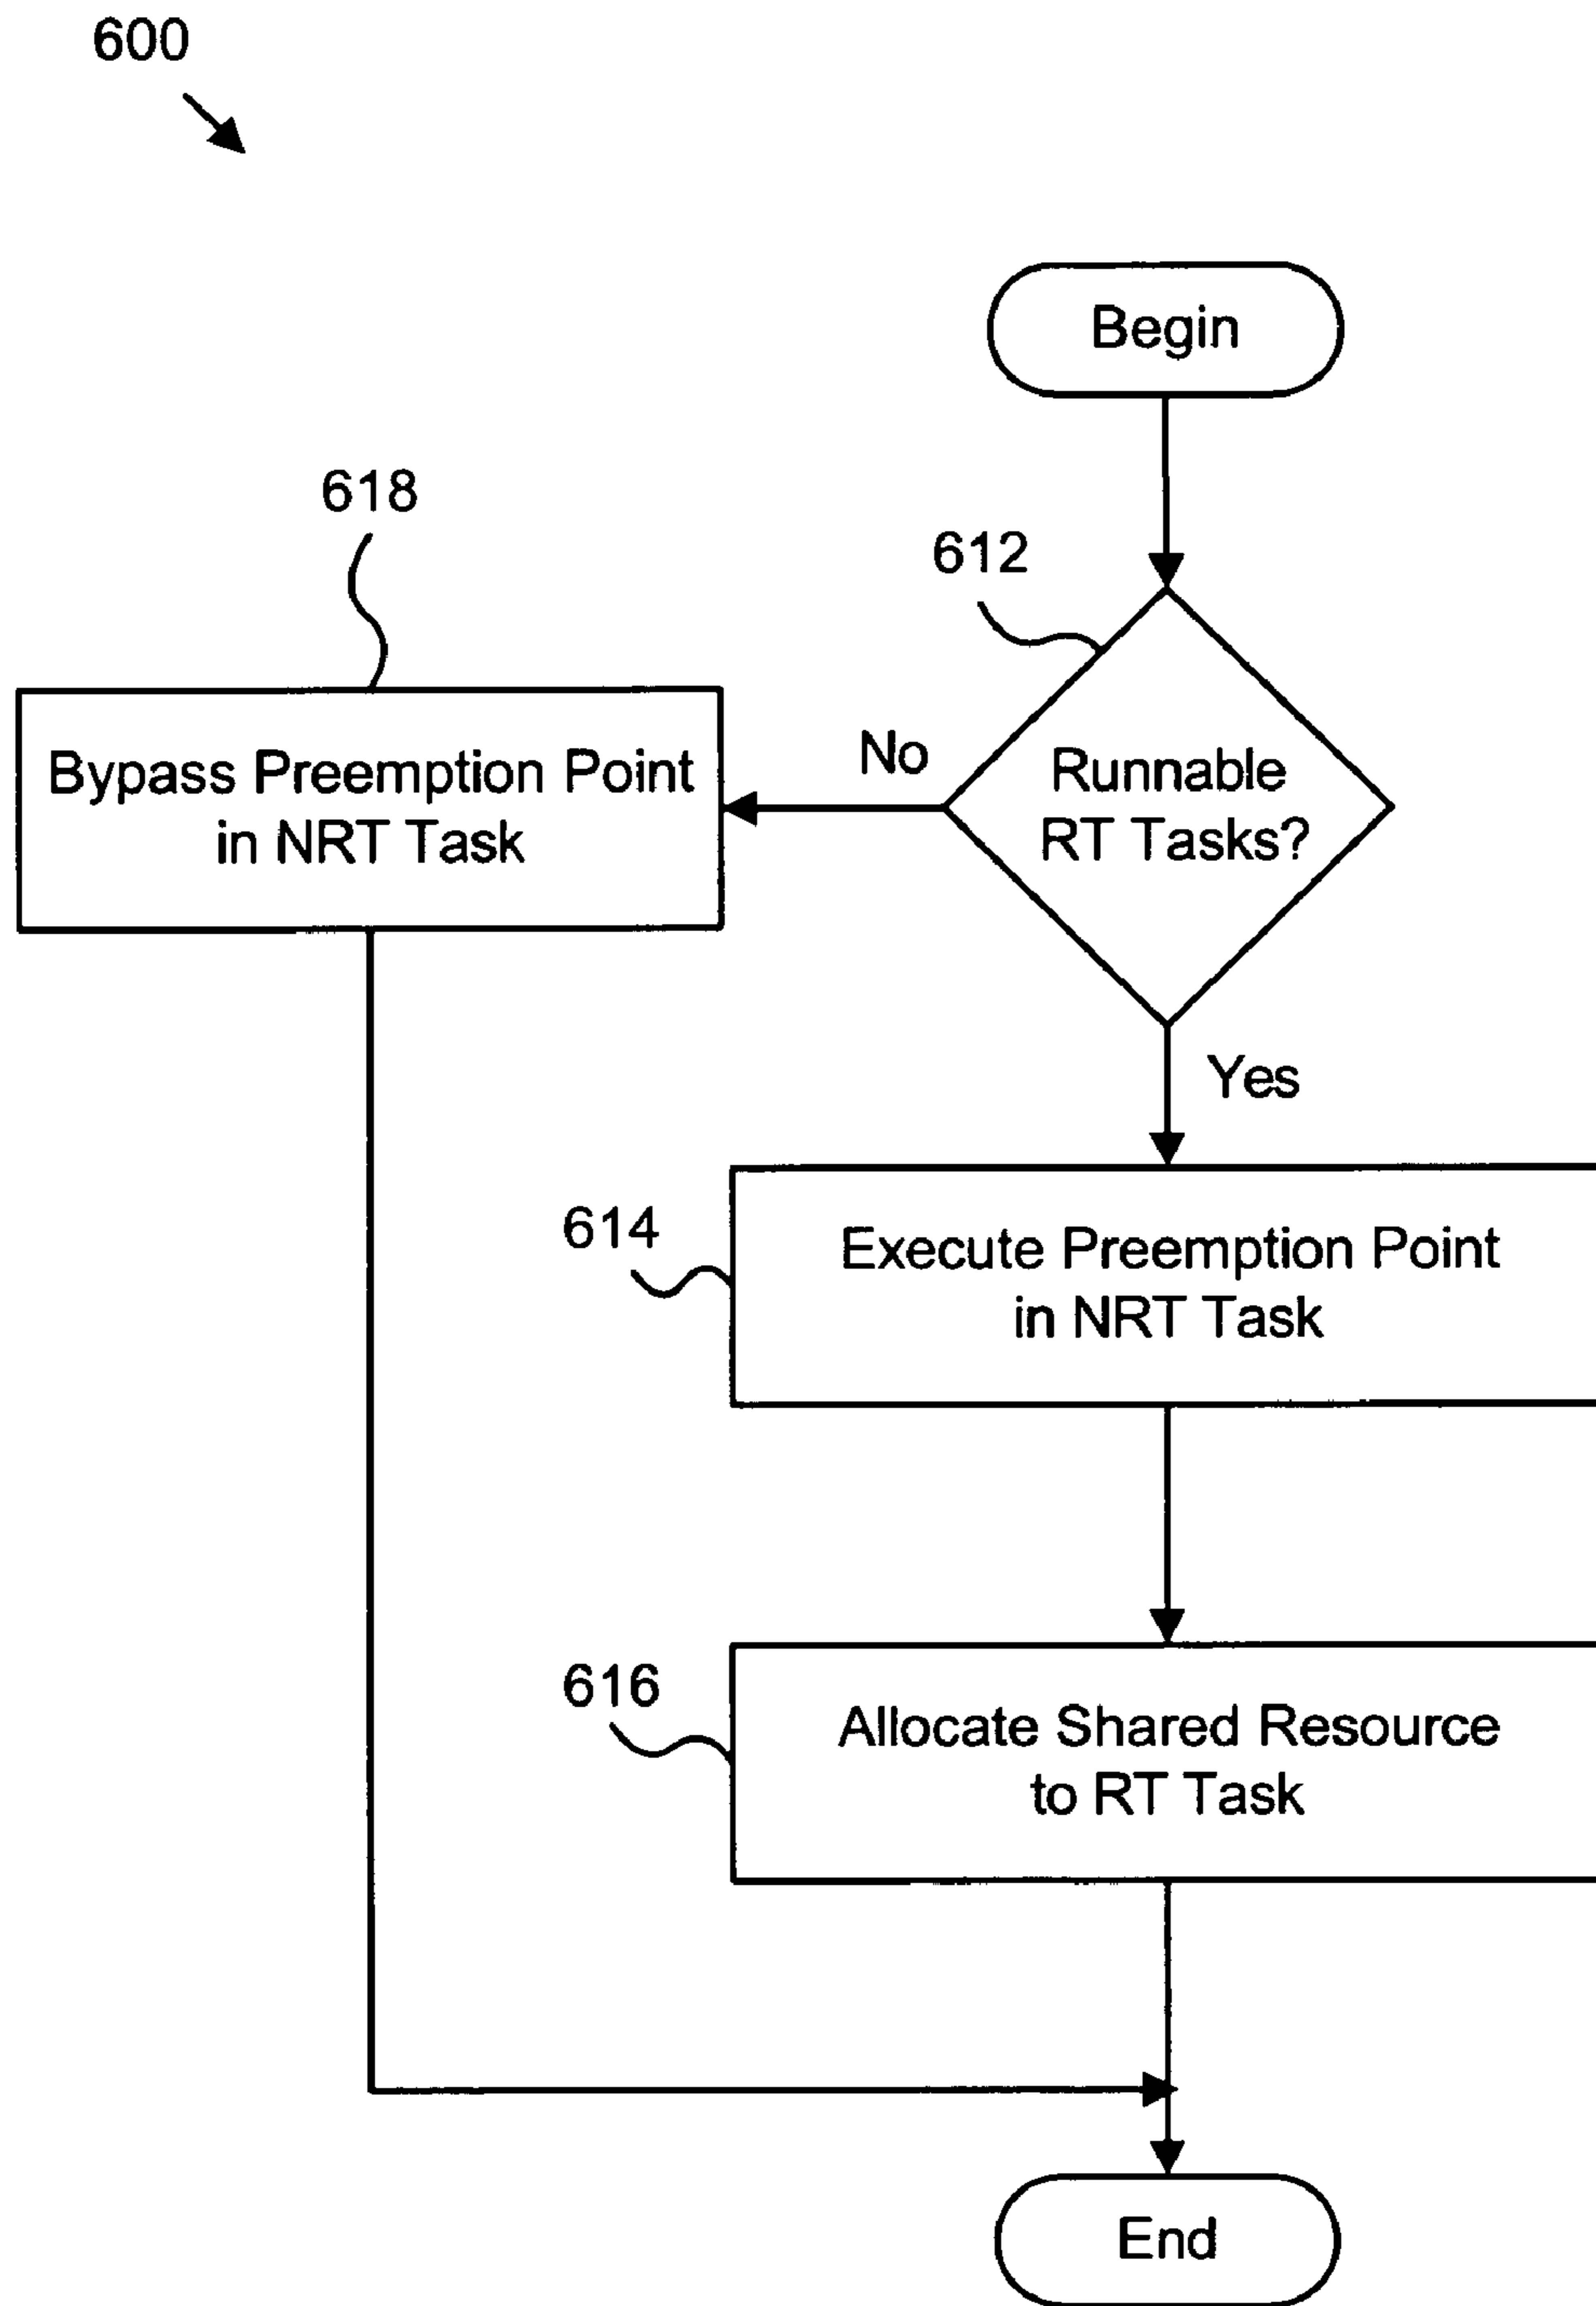 600
Begin
618
612
Bypass Preemption Point
in NRT Task
No
Runnable
RT Tasks?
Yes
614
Execute Preemption Point
in NRT Task
616
Allocate Shared Resource
to RT Task
End